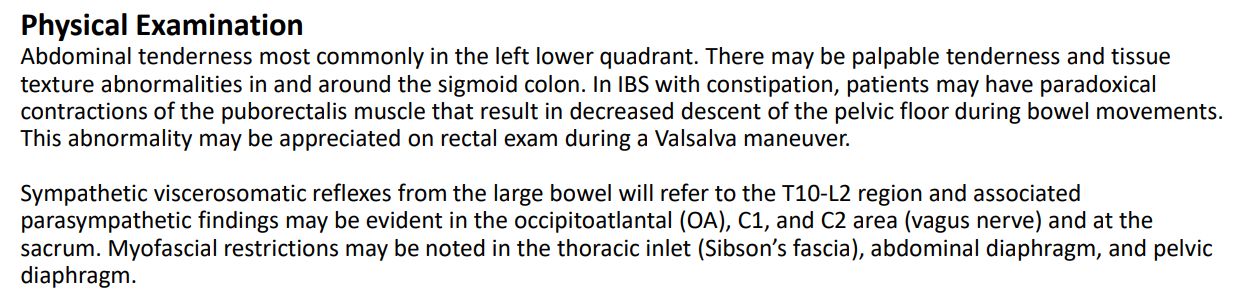 Physical Examination
Abdominal tenderness most commonly in the left lower quadrant. There may be palpable tenderness and tissue
texture abnormalities in and around the sigmoid colon. In IBS with constipation, patients may have paradoxical
contractions of the puborectalis muscle that result in decreased descent of the pelvic floor during bowel movements.
This abnormality may be appreciated on rectal exam during a Valsalva maneuver.
Sympathetic viscerosomatic reflexes from the large bowel will refer to the T10-L2 region and associated
parasympathetic findings may be evident in the occipitoatlantal (OA), C1, and C2 area (vagus nerve) and at the
sacrum. Myofascial restrictions may be noted in the thoracic inlet (Sibson’s fascia), abdominal diaphragm, and pelvic
diaphragm.